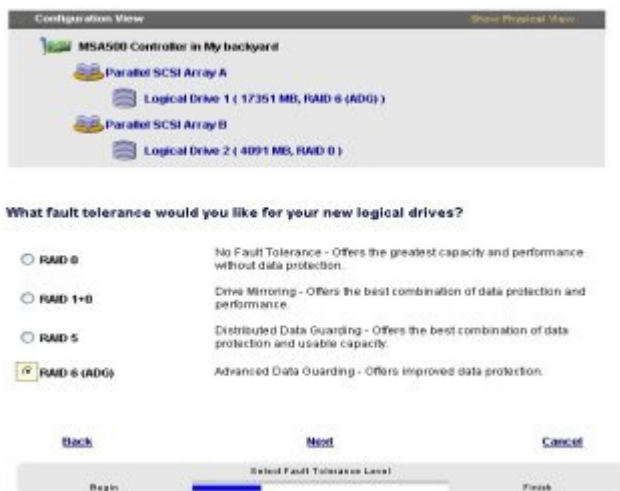 Configuration View Show Physical View
MSA500 Controller in My backyard
Parallel SCSI Array A
Logical Drive 1 ( 17351 MB, RAID 6 (ADG) )
Parallel SCSI Array B
Logical Drive 2 ( 4091 MB, RAID 0 )
What fault tolerance would you like for your new logical drives?
RAID 0 No Fault Tolerance - Offers the greatest capacity and performance
without data protection.
RAID 1+0 Drive Mirroring - Offers the best combination of data protection and
performance.
RAID 5 Distributed Data Guarding - Offers the best combination of data
protection and usable capacity.
RAID 6 (ADG) Advanced Data Guarding - Offers improved data protection.
Back Next Cancel
Select Fault Tolerance Level
Begin Finish